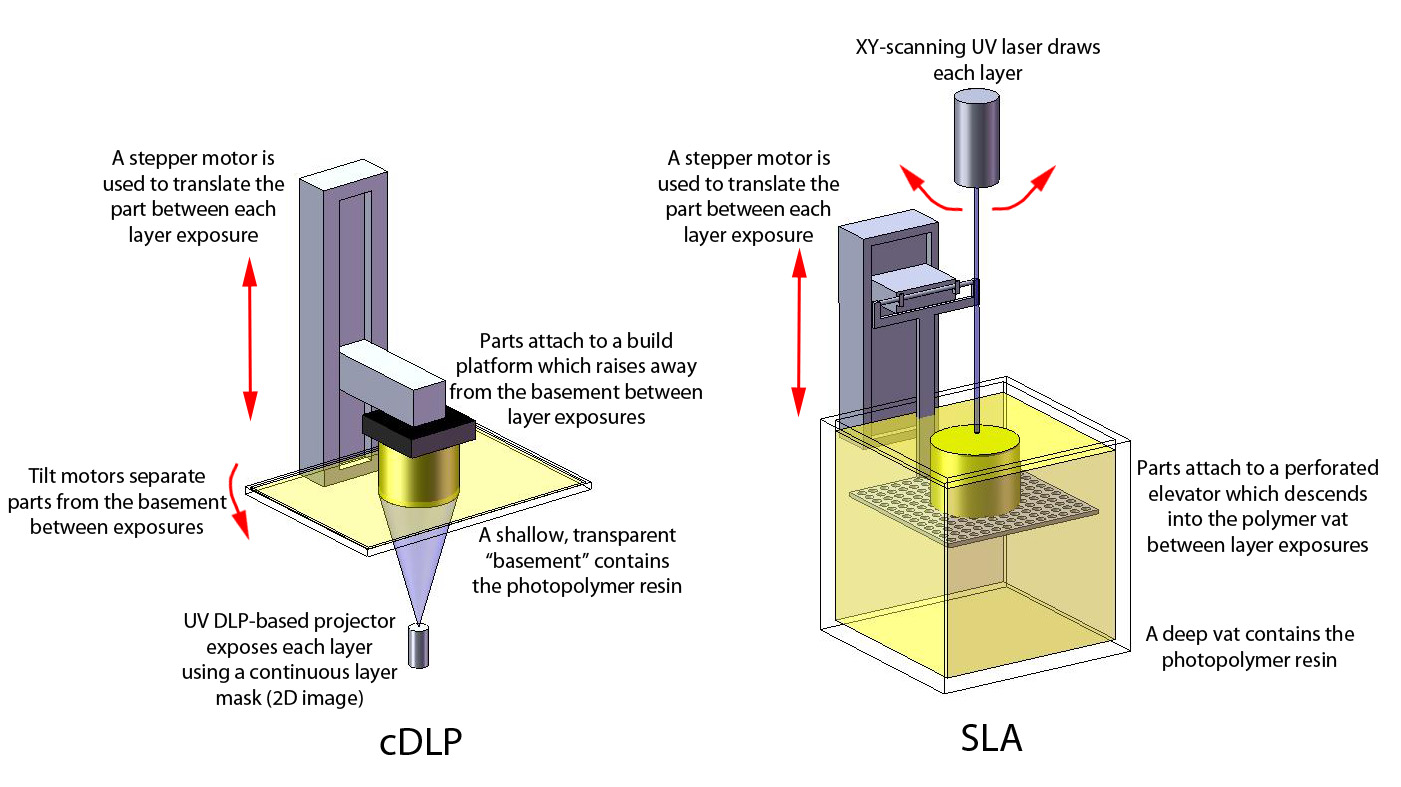 A stepper motor is
used to translate the
part between each
layer exposure
Parts attach to a build
platform which raises away
from the basement between
layer exposures
Tilt motors separate
parts from the basement
between exposures
A shallow, transparent
“basement” contains
the photopolymer resin
UV DLP-based projector
exposes each layer
using a continuous layer
mask (2D image)
cDLP
XY-scanning UV laser draws
each layer
A stepper motor is
used to translate the
part between each
layer exposure
Parts attach to a perforated
elevator which descends
into the polymer vat
between layer exposures
A deep vat contains the
photopolymer resin
SLA